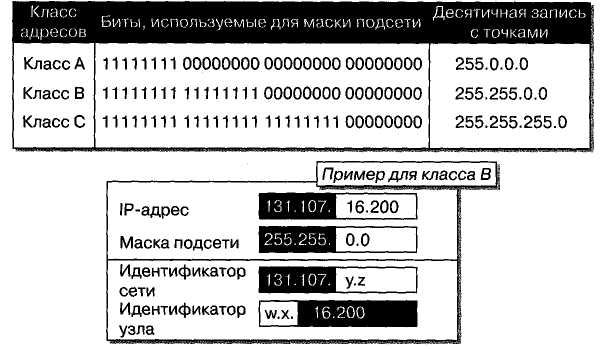 Класс адресов Биты, используемые для маски подсети Десятичная запись с точками
Класс А 11111111 00000000 00000000 00000000 255.0.0.0
Класс В 11111111 11111111 00000000 00000000 255.255.0.0
Класс С 11111111 11111111 11111111 00000000 255.255.255.0
Пример для класса В
IP-адрес 131.107. 16.200
Маска подсети 255.255. 0.0
Идентификатор сети 131.107. y.z
Идентификатор узла w.x. 16.200